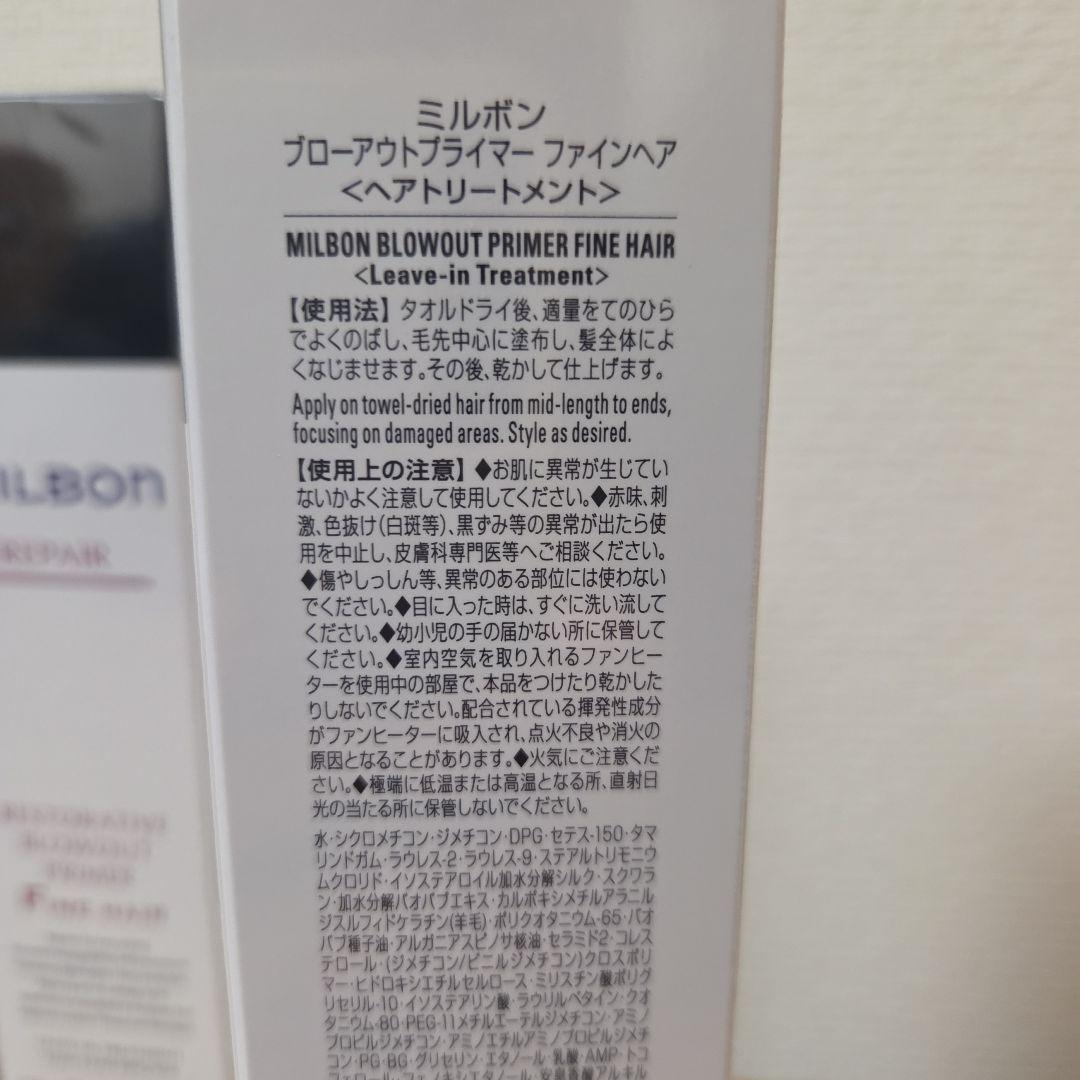 ミルボン
ブローアウトプライマー ファインヘア
<ヘアトリートメント>
MILBON BLOWOUT PRIMER FINE HAIR
<Leave-in Treatment>
【使用法】タオルドライ後、適量をてのひら
でよくのばし、毛先中心に塗布し、髪全体によ
くなじませます。その後、乾かして仕上げます。
Apply on towel-dried hair from mid-length to ends,
focusing on damaged areas. Style as desired.
【使用上の注意】◆お肌に異常が生じてい
ないかよく注意して使用してください。◆赤味、刺
激、色抜け(白斑等)、黒ずみ等の異常が出たら使
用を中止し、皮膚科専門医等へご相談ください。
◆傷やしっしん等、異常のある部位には使わない
でください。◆目に入った時は、すぐに洗い流して
ください。◆幼小児の手の届かない所に保管して
ください。◆室内空気を取り入れるファンヒー
ターを使用中の部屋で、本品をつけたり乾かした
りしないでください。配合されている揮発性成分
がファンヒーターに吸入され、点火不良や消火の
原因となることがあります。◆火気にご注意くだ
さい。◆極端に低温または高温となる所、直射日
光の当たる所に保管しないでください。
水・シクロメチコン・ジメチコン・DPG・セテス-150・タマ
リンドガム・ラウレス-2・ラウレス-9・ステアルトリモニウ
ムクロリド・イソステアロイル加水分解シルク・スクワラ
ン・加水分解バオバブエキス・カルボキシメチルアラニル
ジスルフィドケラチン(羊毛)・ポリクオタニウム-65・バオ
バブ種子油・アルガニアスピノサ核油・セラミド2・コレス
テロール・(ジメチコン/ビニルジメチコン)クロスポリ
マー・ヒドロキシエチルセルロース・ミリスチン酸ポリグ
リセリル-10・イソステアリン酸・ラウリルベタイン・クオ
タニウム-80・PEG-11メチルエーテルジメチコン・アミノ
プロピルジメチコン・アミノエチルアミノプロピルジメチ
コン・PG・BG・グリセリン・エタノール・乳酸・AMP・トコ
フェロール・フェノキシエタノール・安息香酸アルキル
ILBON
REPAIR
RESTORATIVE
BLOWOUT
PRIMER
FINE HAIR